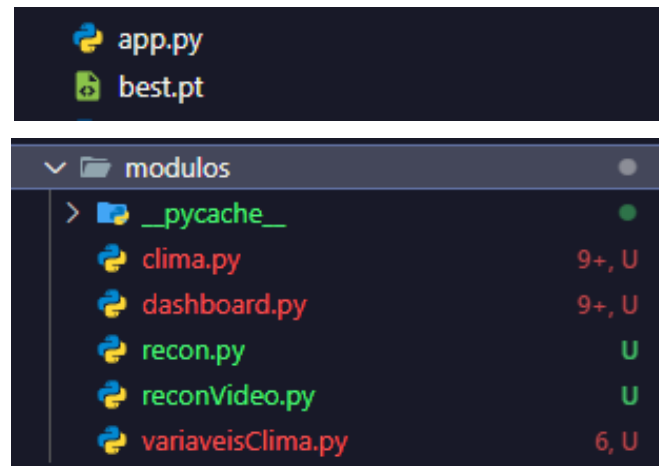 app.py
best.pt
modulos
__pycache__
clima.py 9+, U
dashboard.py 9+, U
recon.py U
reconVideo.py U
variaveisClima.py 6, U